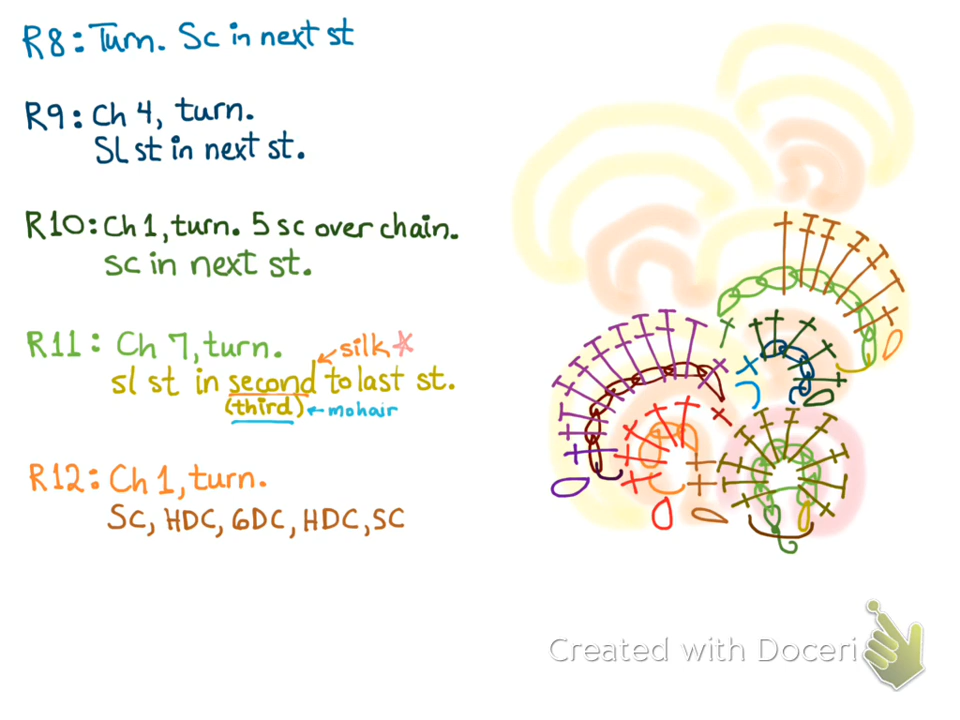 R8: Turn. Sc in next st
R9: Ch 4, turn.
SL st in next st.
R10: Ch 1, turn. 5 sc over chain.
sc in next st.
R11: Ch 7, turn.
silk *
sl st in second to last st.
(third) ← mohair
R12: Ch 1, turn.
SC, HDC, 6DC, HDC, SC
Created with Doceri